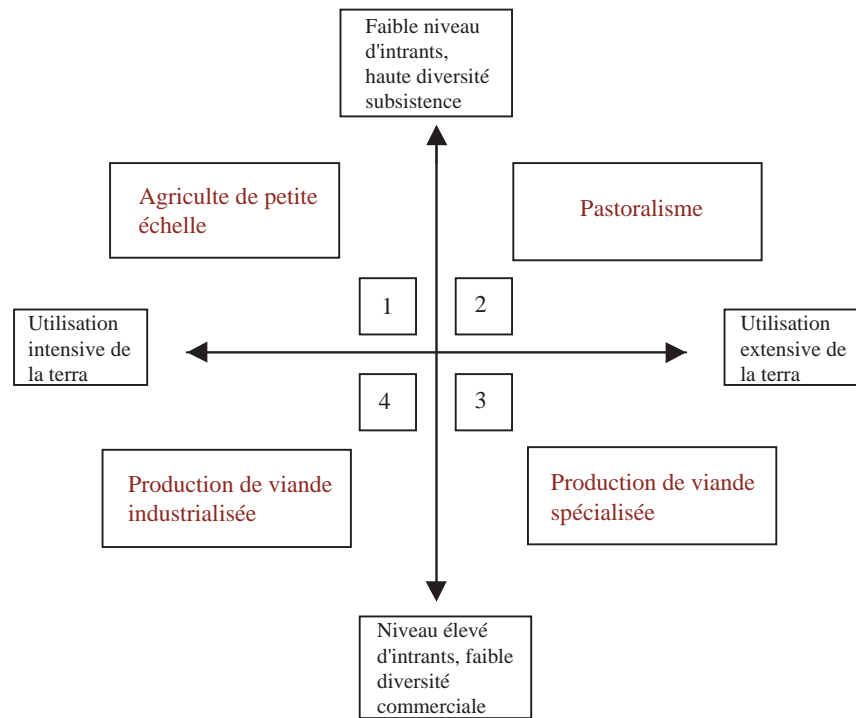 Faible niveau
d'intrants,
haute diversité
subsistence
Agriculte de petite
échelle
Pastoralisme
1
2
Utilisation
intensive de
la terra
Utilisation
extensive de
la terra
4
3
Production de viande
industrialisée
Production de viande
spécialisée
Niveau élevé
d'intrants, faible
diversité
commerciale